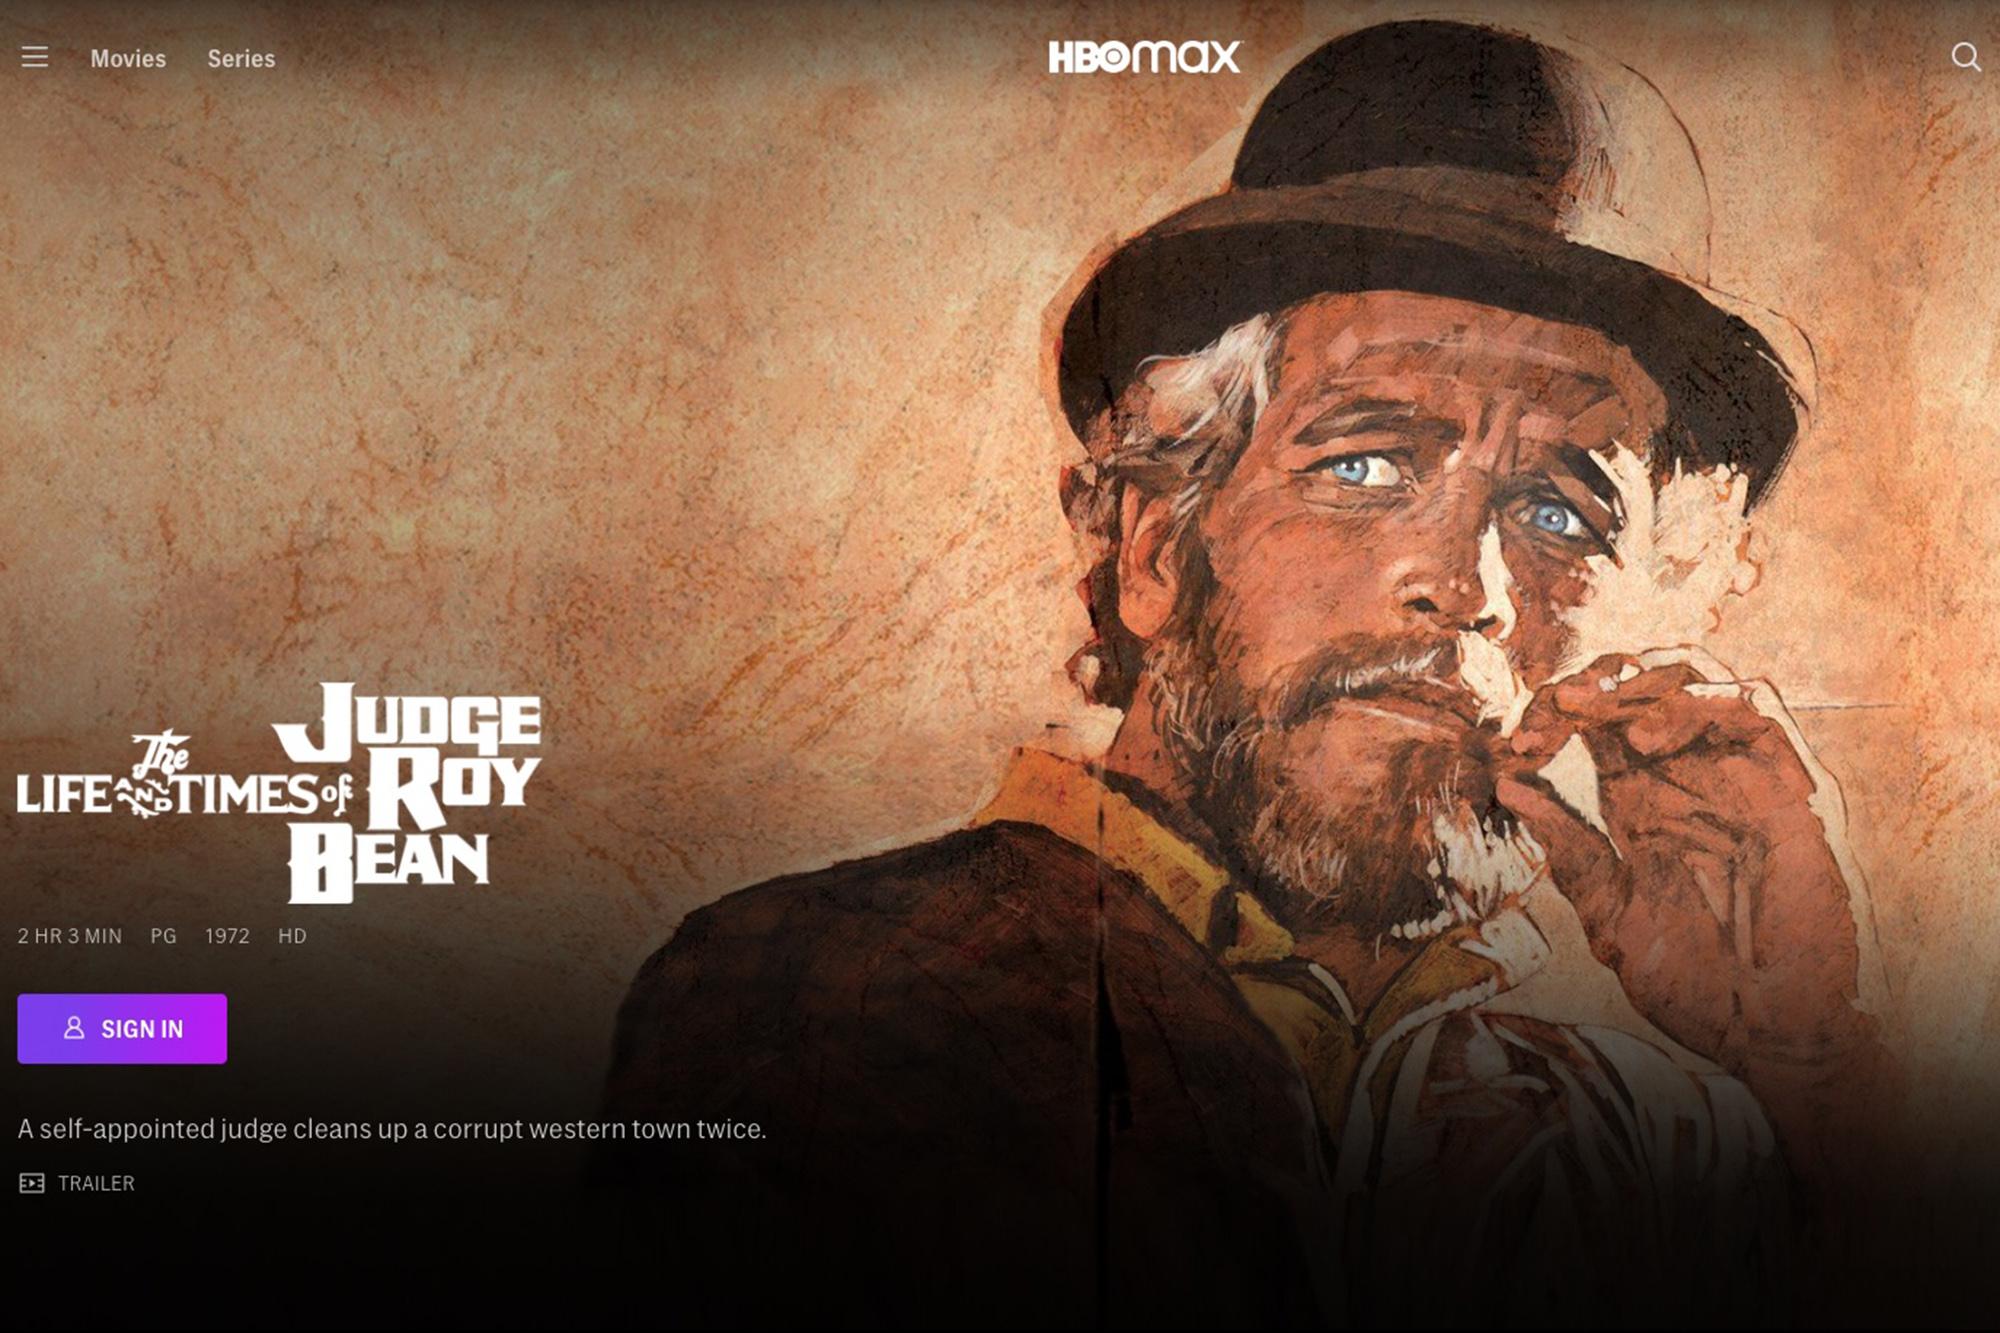 Movies Series HBOmax
The
LIFE AND TIMES of
JUDGE
ROY
BEAN
2 HR 3 MIN PG 1972 HD
SIGN IN
A self-appointed judge cleans up a corrupt western town twice.
TRAILER